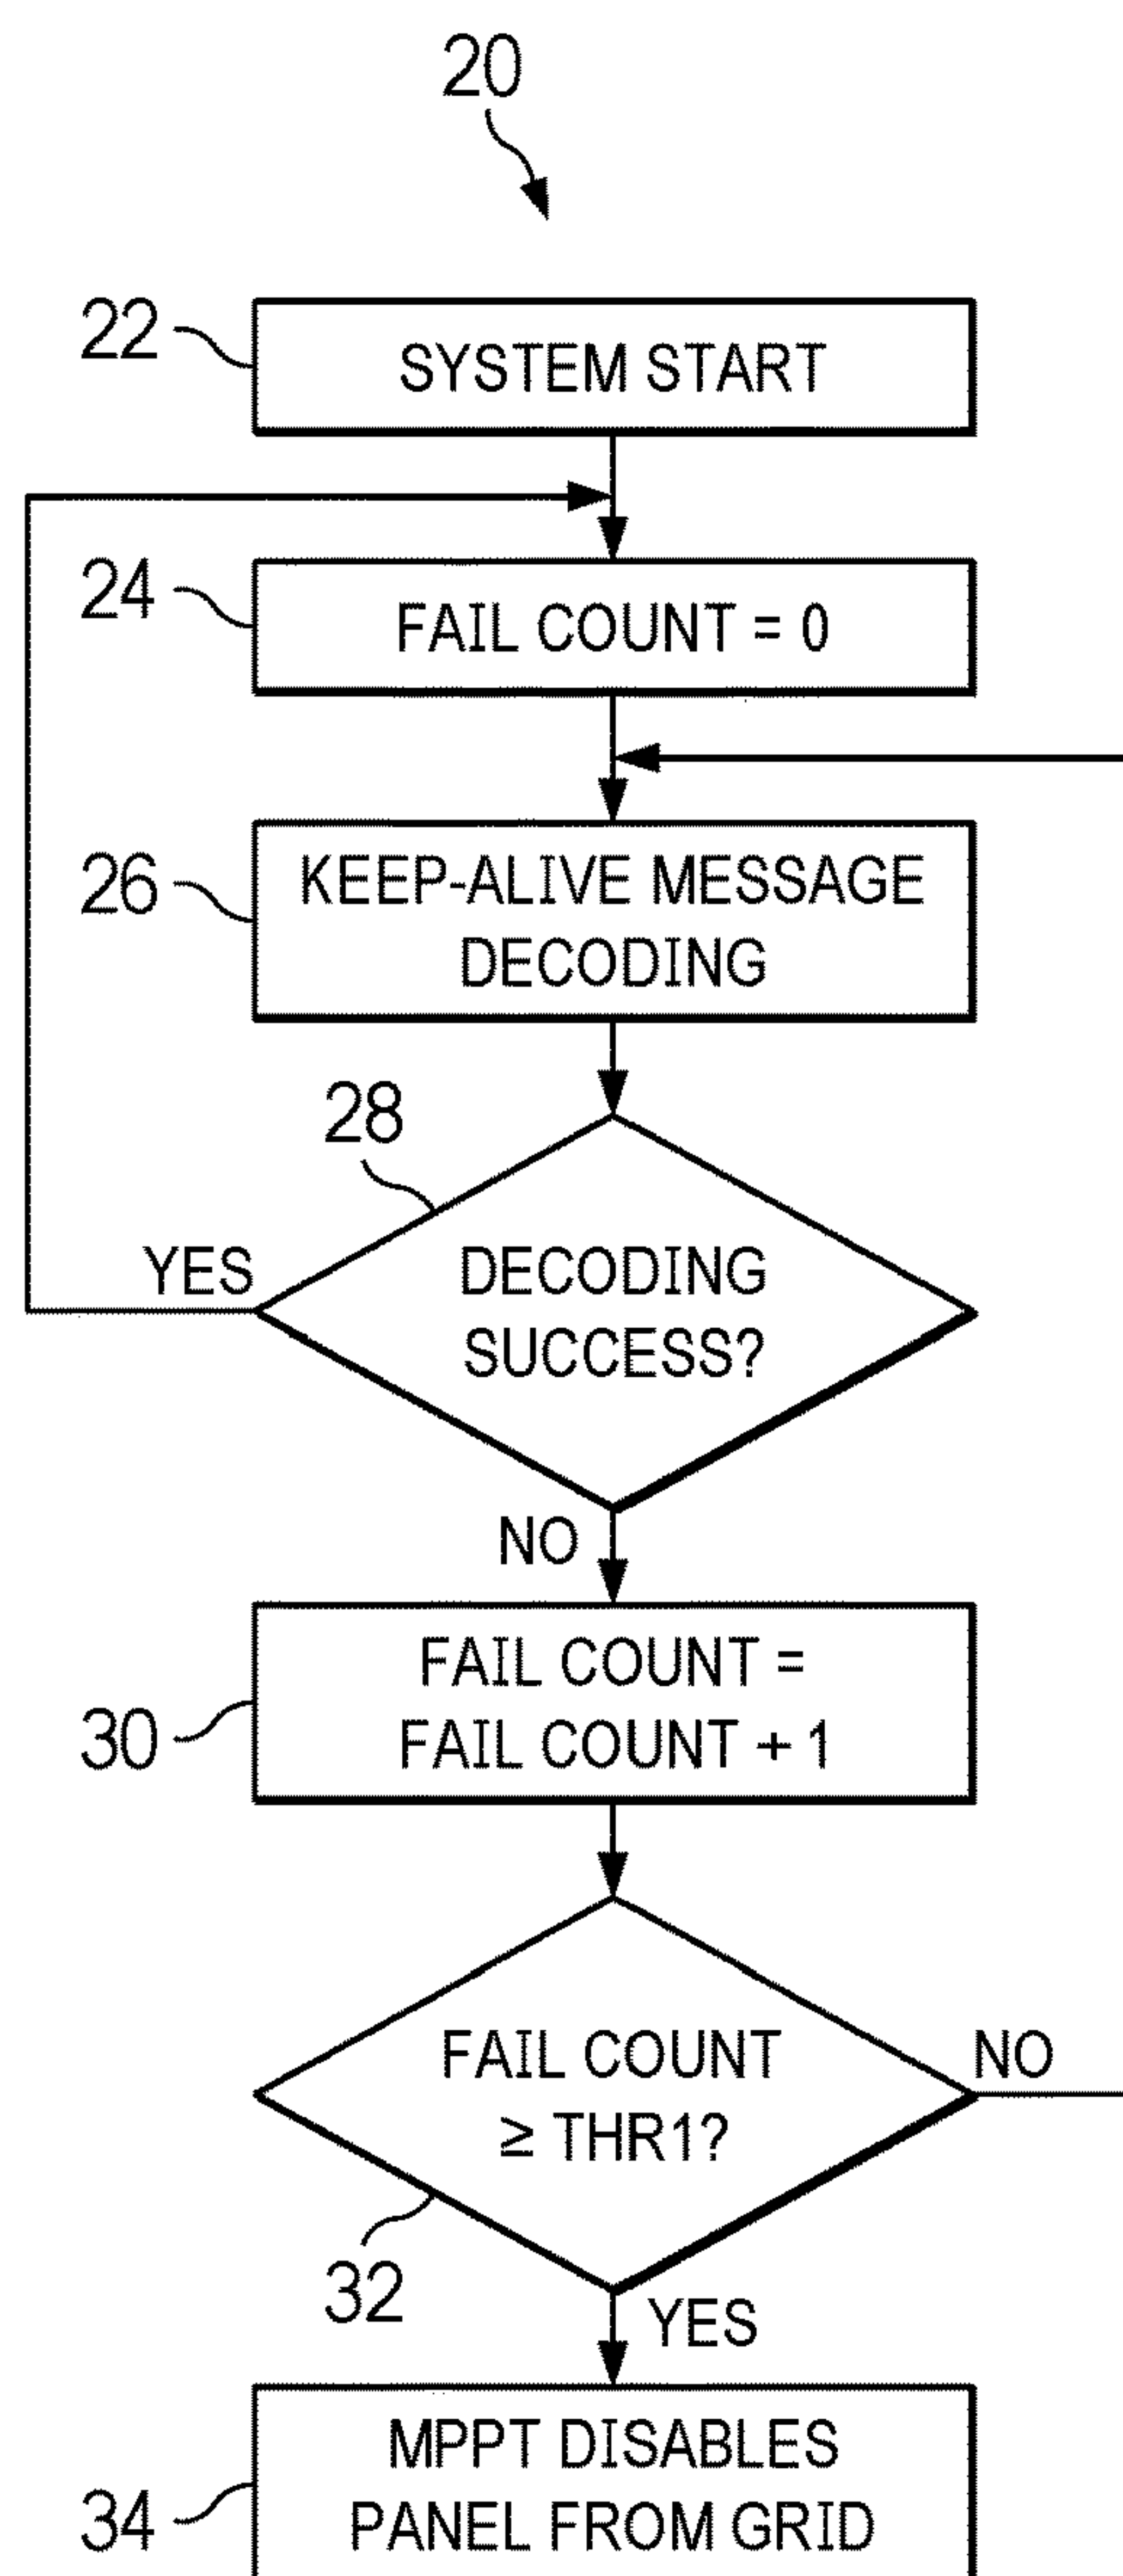 20
22
SYSTEM START
24
FAIL COUNT = 0
26
KEEP-ALIVE MESSAGE
DECODING
28
YES
DECODING
SUCCESS?
NO
30
FAIL COUNT =
FAIL COUNT + 1
FAIL COUNT
≥ THR1?
NO
32
YES
34
MPPT DISABLES
PANEL FROM GRID